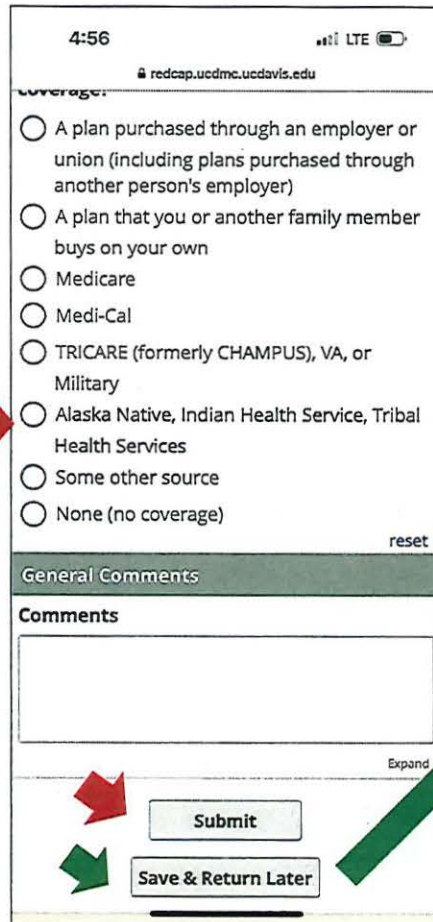 4:56
LTE
redcap.ucdmc.ucdavis.edu
coverage?
A plan purchased through an employer or
union (including plans purchased through
another person's employer)
A plan that you or another family member
buys on your own
Medicare
Medi-Cal
TRICARE (formerly CHAMPUS), VA, or
Military
Alaska Native, Indian Health Service, Tribal
Health Services
Some other source
None (no coverage)
reset
General Comments
Comments
Expand
Submit
Save & Return Later